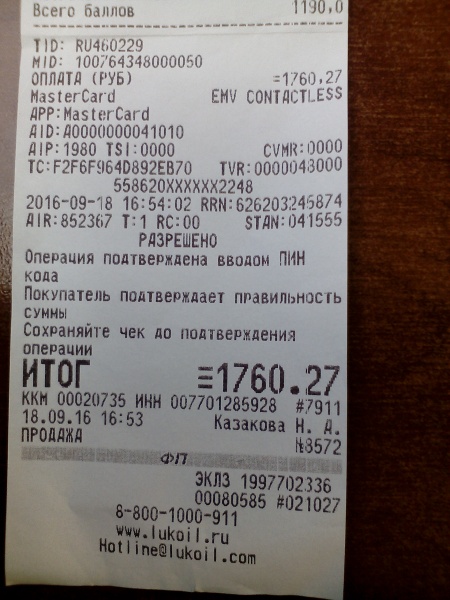 Всего баллов 1190,0
TID: RU460229
MID: 100764348000050
ОПЛАТА (РУБ) =1760.27
MasterCard EMV CONTACTLESS
APP:MasterCard
AID:A0000000041010
AIP:1980 TSI:0000 CVMR:0000
TC:F2F6F964D892EB70 TVR:0000048000
558620XXXXXX2248
2016-09-18 16:54:02 RRN:626203245874
AIR:852367 T:1 RC:00 STAN:041555
РАЗРЕШЕНО
Операция подтверждена вводом ПИН
кода
Покупатель подтверждает правильность
суммы
Сохраняйте чек до подтверждения
операции
ИТОГ ≡1760.27
ККМ 00020735 ИНН 007701285928 #7911
18.09.16 16:53 Казакова Н. А.
ПРОДАЖА №8572
ФП
ЭКЛЗ 1997702336
00080585 #021027
8-800-1000-911
www.lukoil.ru
Hotline@lukoil.com